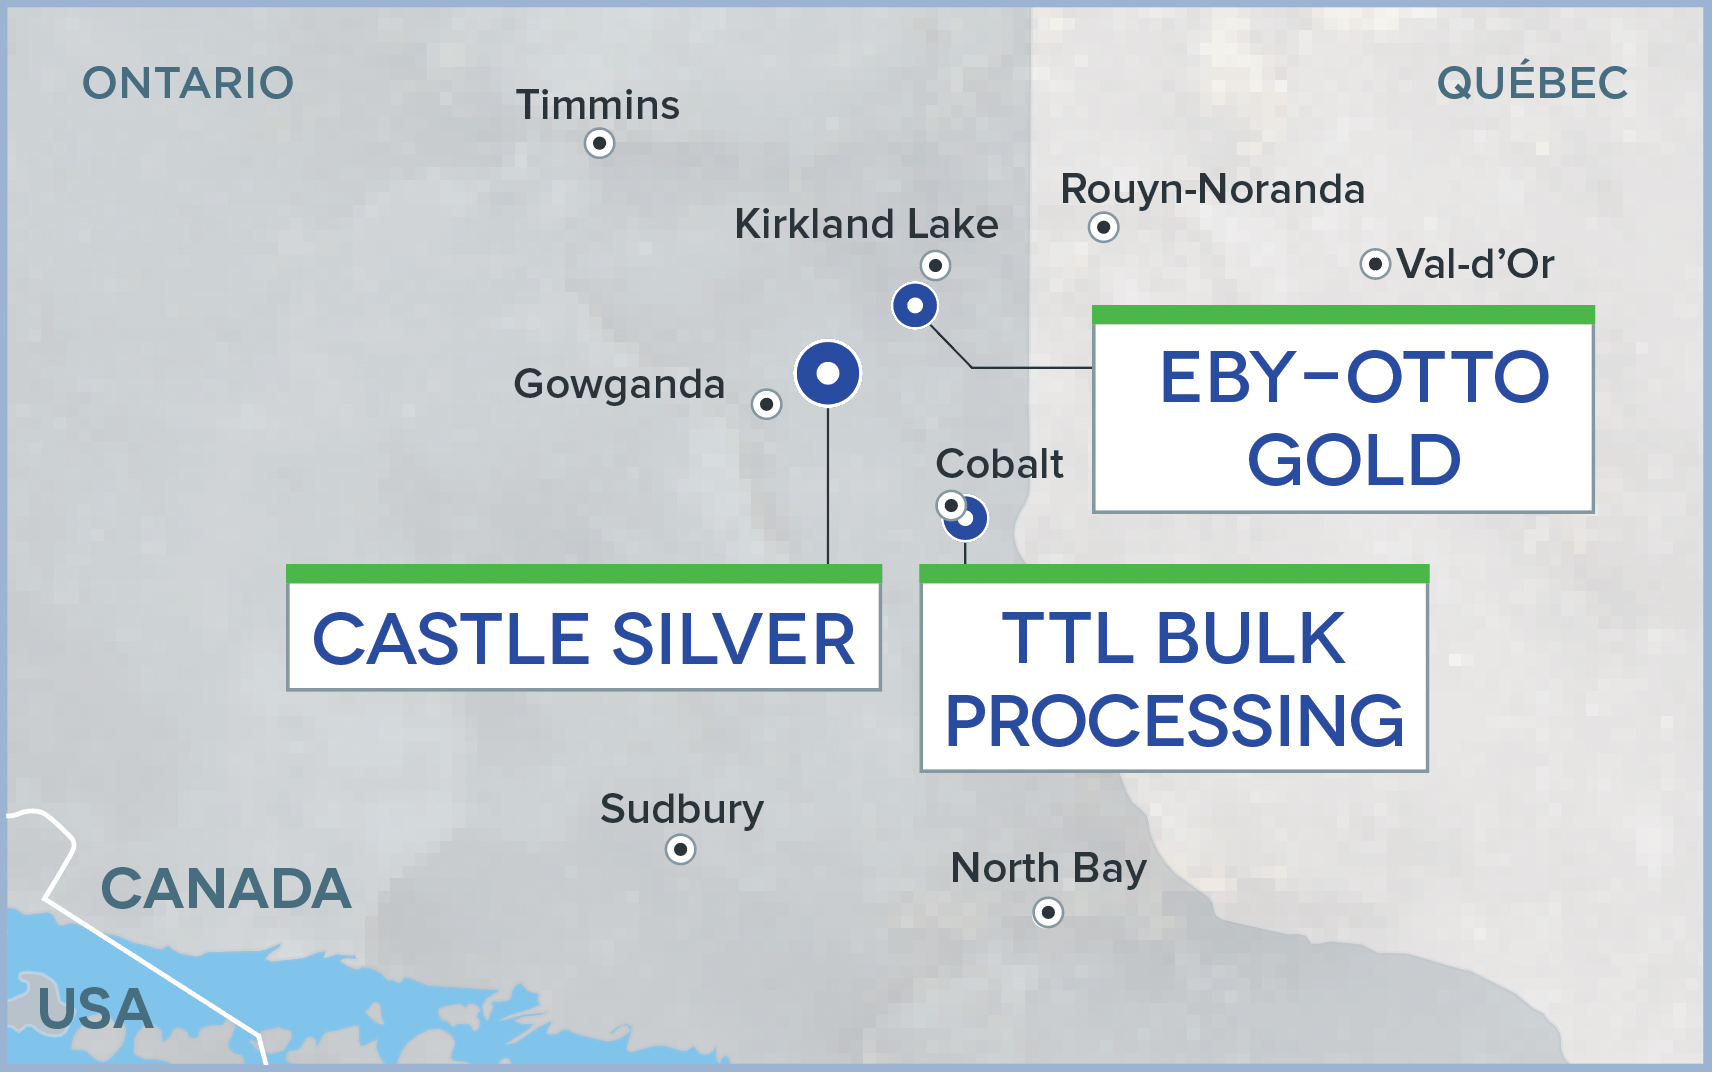 ONTARIO
QUÉBEC
Timmins
Rouyn-Noranda
Kirkland Lake
Val-d’Or
Gowganda
EBY–OTTO
GOLD
Cobalt
CASTLE SILVER
TTL BULK
PROCESSING
Sudbury
North Bay
CANADA
USA